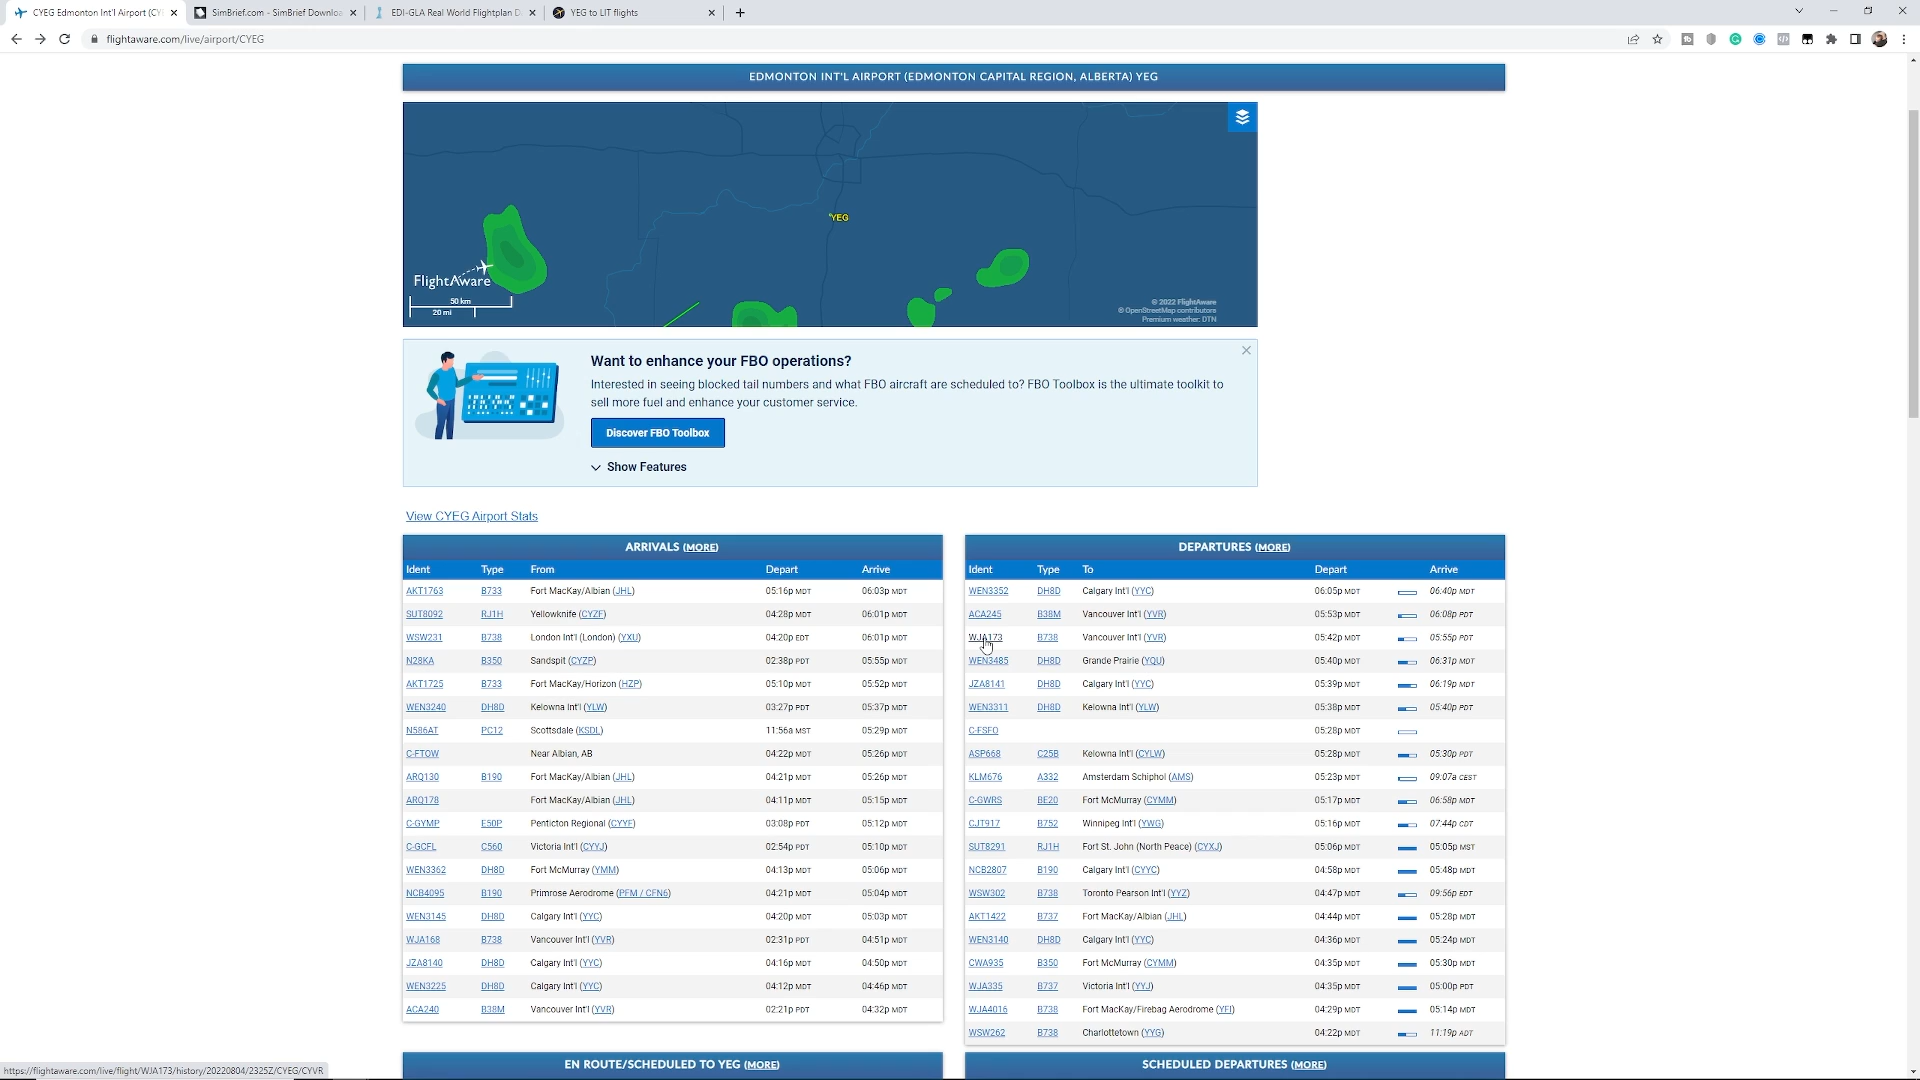 CYEG Edmonton Int'l Airport (CY
SimBrief.com - SimBrief Downloa
EDI-GLA Real World Flightplan D
YEG to LIT flights
flightaware.com/live/airport/CYEG
EDMONTON INT'L AIRPORT (EDMONTON CAPITAL REGION, ALBERTA) YEG
YEG
FlightAware
50 km
20 mi
© 2022 FlightAware
© OpenStreetMap contributors
Premium weather: DTN
Want to enhance your FBO operations?
Interested in seeing blocked tail numbers and what FBO aircraft are scheduled to? FBO Toolbox is the ultimate toolkit to
sell more fuel and enhance your customer service.
Discover FBO Toolbox
Show Features
View CYEG Airport Stats
ARRIVALS (MORE)
Ident Type From Depart Arrive
AKT1763 B733 Fort MacKay/Albian (JHL) 05:16p MDT 06:03p MDT
SUT8092 RJ1H Yellowknife (CYZF) 04:28p MDT 06:01p MDT
WSW231 B738 London Int'l (London) (YXU) 04:20p EDT 06:01p MDT
N28KA B350 Sandspit (CYZP) 02:38p PDT 05:55p MDT
AKT1725 B733 Fort MacKay/Horizon (HZP) 05:10p MDT 05:52p MDT
WEN3240 DH8D Kelowna Int'l (YLW) 03:27p PDT 05:37p MDT
N586AT PC12 Scottsdale (KSDL) 11:56a MST 05:29p MDT
C-FTOW Near Albian, AB 04:22p MDT 05:26p MDT
ARQ130 B190 Fort MacKay/Albian (JHL) 04:21p MDT 05:26p MDT
ARQ178 Fort MacKay/Albian (JHL) 04:11p MDT 05:15p MDT
C-GYMP E50P Penticton Regional (CYYF) 03:08p PDT 05:12p MDT
C-GCFL C560 Victoria Int'l (CYYJ) 02:54p PDT 05:10p MDT
WEN3362 DH8D Fort McMurray (YMM) 04:13p MDT 05:06p MDT
NCB4095 B190 Primrose Aerodrome (PFM / CFN6) 04:21p MDT 05:04p MDT
WEN3145 DH8D Calgary Int'l (YYC) 04:20p MDT 05:03p MDT
WJA168 B738 Vancouver Int'l (YVR) 02:31p PDT 04:51p MDT
JZA8140 DH8D Calgary Int'l (YYC) 04:16p MDT 04:50p MDT
WEN3225 DH8D Calgary Int'l (YYC) 04:12p MDT 04:46p MDT
ACA240 B38M Vancouver Int'l (YVR) 02:21p PDT 04:32p MDT
EN ROUTE/SCHEDULED TO YEG (MORE)
DEPARTURES (MORE)
Ident Type To Depart Arrive
WEN3352 DH8D Calgary Int'l (YYC) 06:05p MDT 06:40p MDT
ACA245 B38M Vancouver Int'l (YVR) 05:53p MDT 06:08p PDT
WJA173 B738 Vancouver Int'l (YVR) 05:42p MDT 05:55p PDT
WEN3485 DH8D Grande Prairie (YQU) 05:40p MDT 06:31p MDT
JZA8141 DH8D Calgary Int'l (YYC) 05:39p MDT 06:19p MDT
WEN3311 DH8D Kelowna Int'l (YLW) 05:38p MDT 05:40p PDT
C-FSFO 05:28p MDT
ASP668 C25B Kelowna Int'l (CYLW) 05:28p MDT 05:30p PDT
KLM676 A332 Amsterdam Schiphol (AMS) 05:23p MDT 09:07a CEST
C-GWRS BE20 Fort McMurray (CYMM) 05:17p MDT 06:58p MDT
CJT917 B752 Winnipeg Int'l (YWG) 05:16p MDT 07:44p CDT
SUT8291 RJ1H Fort St. John (North Peace) (CYXJ) 05:06p MDT 05:05p MST
NCB2807 B190 Calgary Int'l (CYYC) 04:58p MDT 05:48p MDT
WSW302 B738 Toronto Pearson Int'l (YYZ) 04:47p MDT 09:56p EDT
AKT1422 B737 Fort MacKay/Albian (JHL) 04:44p MDT 05:28p MDT
WEN3140 DH8D Calgary Int'l (YYC) 04:36p MDT 05:24p MDT
CWA935 B350 Fort McMurray (CYMM) 04:35p MDT 05:30p MDT
WJA335 B737 Victoria Int'l (YYJ) 04:35p MDT 05:00p PDT
WJA4016 B738 Fort MacKay/Firebag Aerodrome (YFI) 04:29p MDT 05:14p MDT
WSW262 B738 Charlottetown (YYG) 04:22p MDT 11:19p ADT
SCHEDULED DEPARTURES (MORE)
https://flightaware.com/live/flight/WJA173/history/20220804/2325Z/CYEG/CYVR